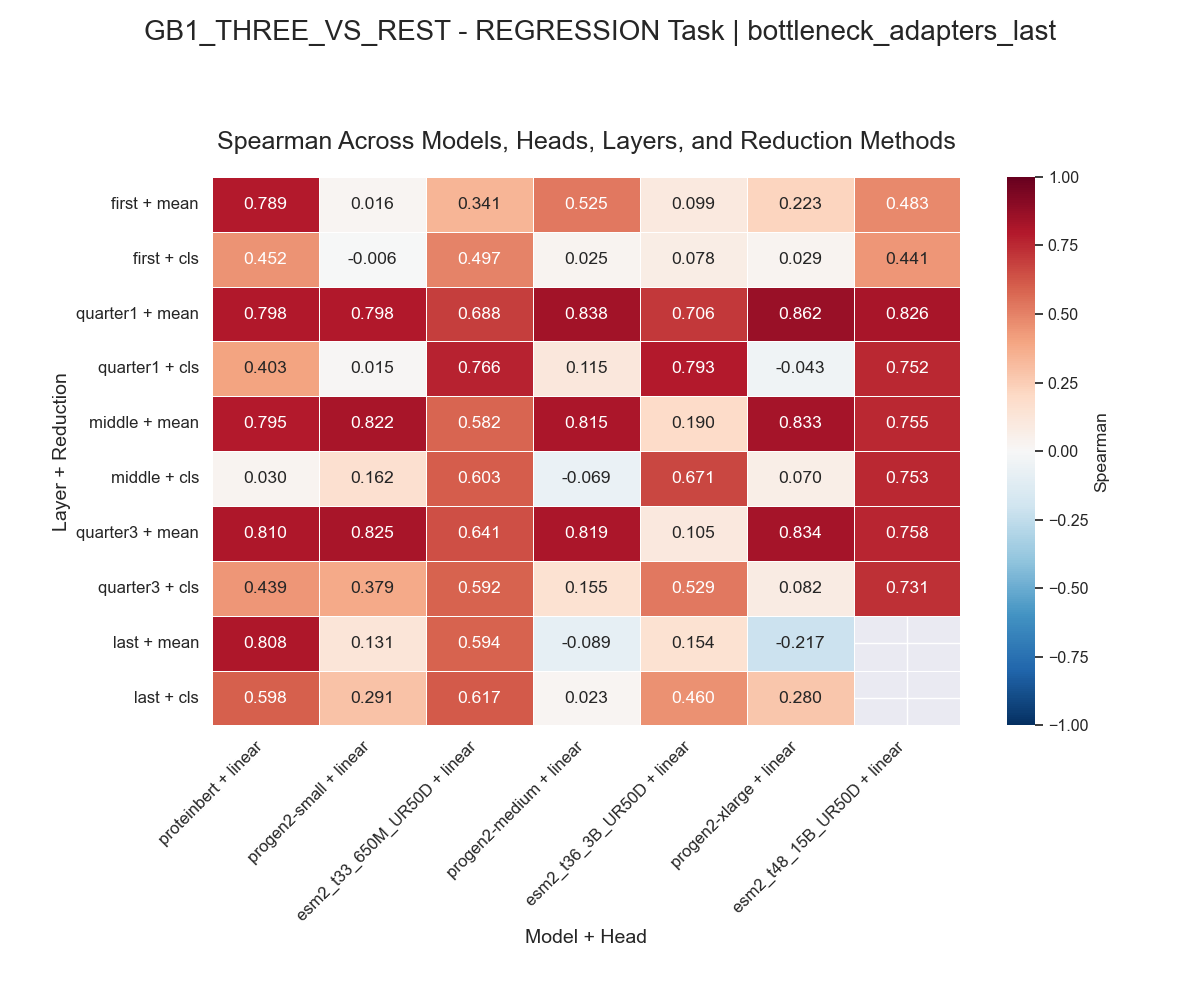 GB1_THREE_VS_REST - REGRESSION Task | bottleneck_adapters_last
Spearman Across Models, Heads, Layers, and Reduction Methods
first + mean 0.789 0.016 0.341 0.525 0.099 0.223 0.483
first + cls 0.452 -0.006 0.497 0.025 0.078 0.029 0.441
quarter1 + mean 0.798 0.798 0.688 0.838 0.706 0.862 0.826
quarter1 + cls 0.403 0.015 0.766 0.115 0.793 -0.043 0.752
middle + mean 0.795 0.822 0.582 0.815 0.190 0.833 0.755
middle + cls 0.030 0.162 0.603 -0.069 0.671 0.070 0.753
quarter3 + mean 0.810 0.825 0.641 0.819 0.105 0.834 0.758
quarter3 + cls 0.439 0.379 0.592 0.155 0.529 0.082 0.731
last + mean 0.808 0.131 0.594 -0.089 0.154 -0.217
last + cls 0.598 0.291 0.617 0.023 0.460 0.280
Layer + Reduction
proteinbert + linear
progen2-small + linear
esm2_t33_650M_UR50D + linear
progen2-medium + linear
esm2_t36_3B_UR50D + linear
progen2-xlarge + linear
esm2_t48_15B_UR50D + linear
Model + Head
1.00
0.75
0.50
0.25
0.00
−0.25
−0.50
−0.75
−1.00
Spearman